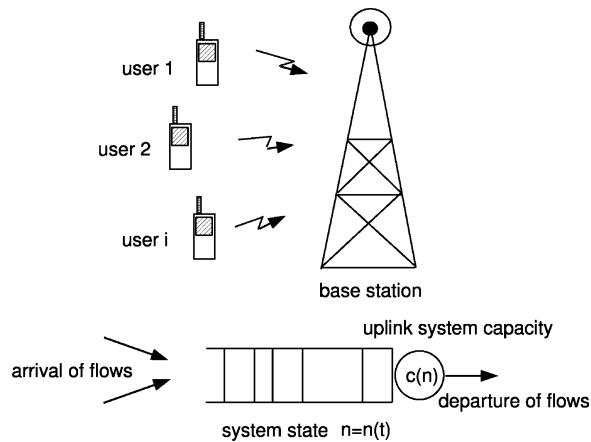 user 1
user 2
user i
base station
uplink system capacity
arrival of flows
c(n)
departure of flows
system state n=n(t)